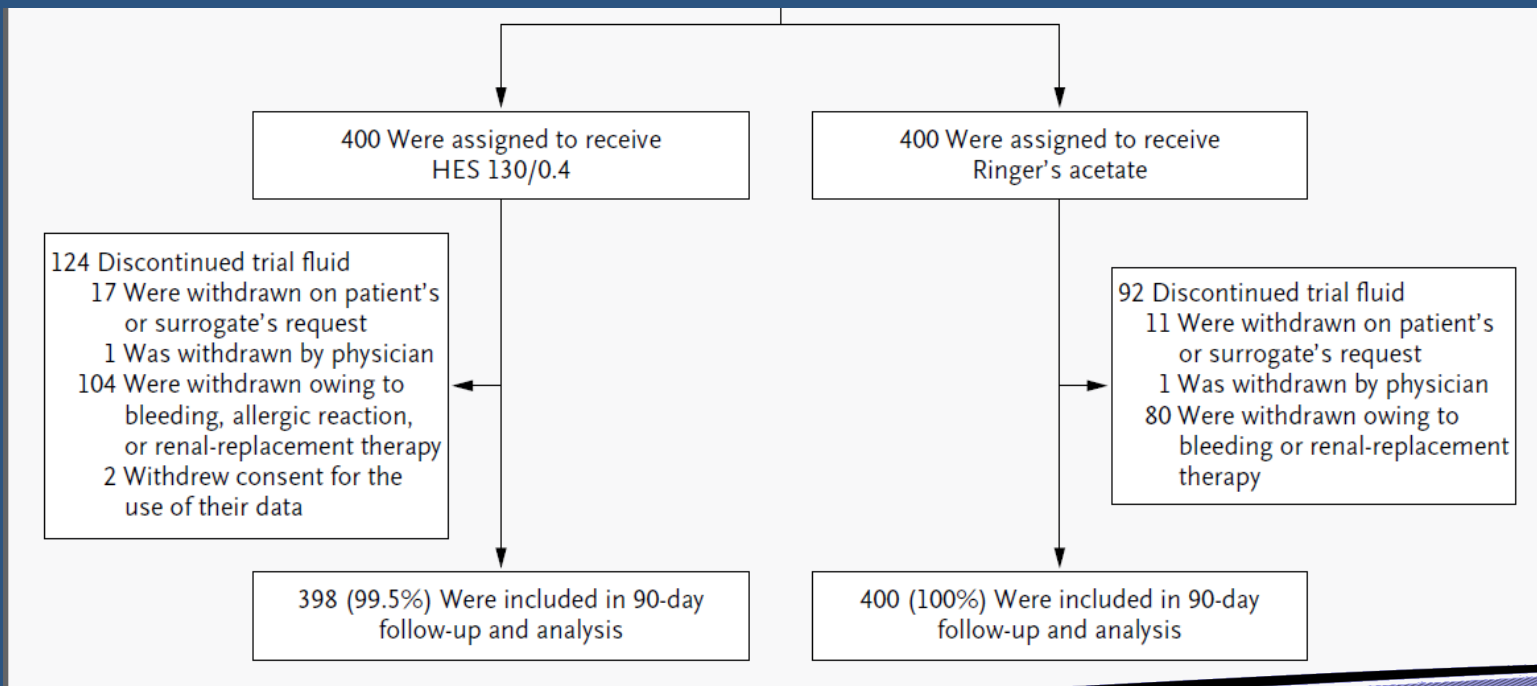 400 Were assigned to receive
HES 130/0.4
400 Were assigned to receive
Ringer's acetate
124 Discontinued trial fluid
17 Were withdrawn on patient's
or surrogate's request
1 Was withdrawn by physician
104 Were withdrawn owing to
bleeding, allergic reaction,
or renal-replacement therapy
2 Withdrew consent for the
use of their data
92 Discontinued trial fluid
11 Were withdrawn on patient's
or surrogate's request
1 Was withdrawn by physician
80 Were withdrawn owing to
bleeding or renal-replacement
therapy
398 (99.5%) Were included in 90-day
follow-up and analysis
400 (100%) Were included in 90-day
follow-up and analysis